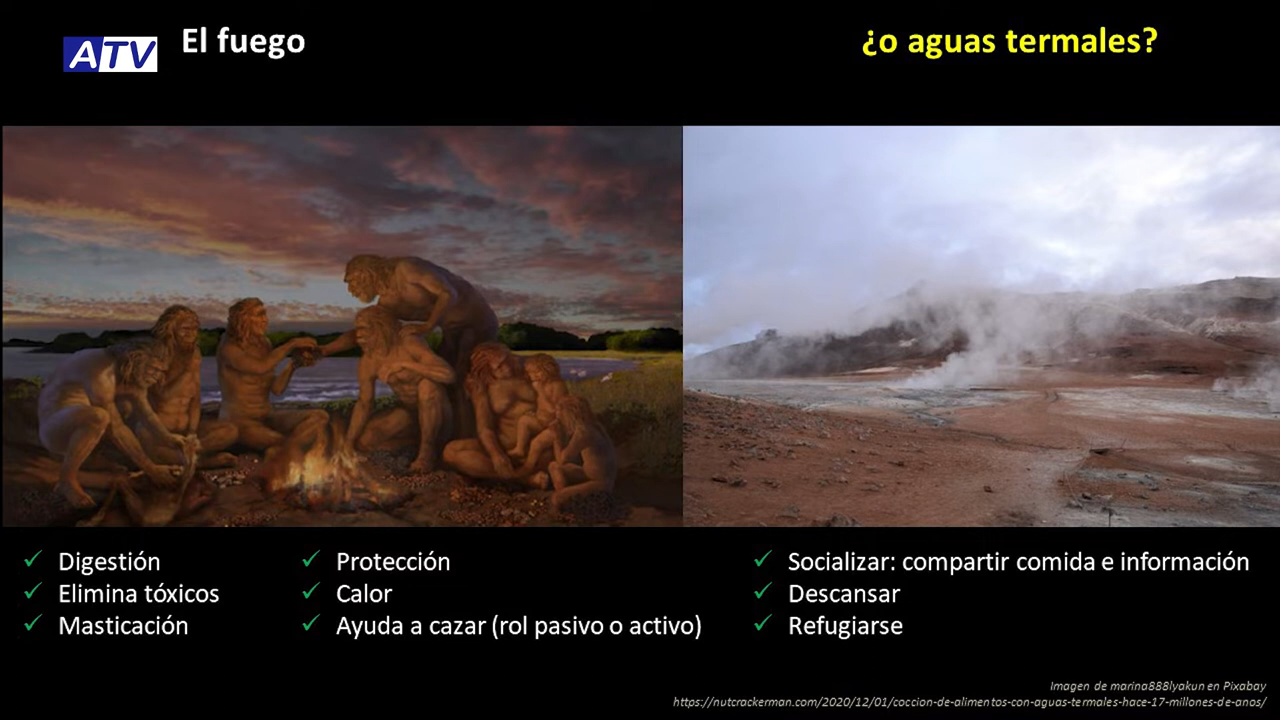 ATV
El fuego
¿o aguas termales?
Digestión
Elimina tóxicos
Masticación
Protección
Calor
Ayuda a cazar (rol pasivo o activo)
Socializar: compartir comida e información
Descansar
Refugiarse
Imagen de marina888lyakun en Pixabay
https://nutcrackerman.com/2020/12/01/coccion-de-alimentos-con-aguas-termales-hace-17-millones-de-anos/